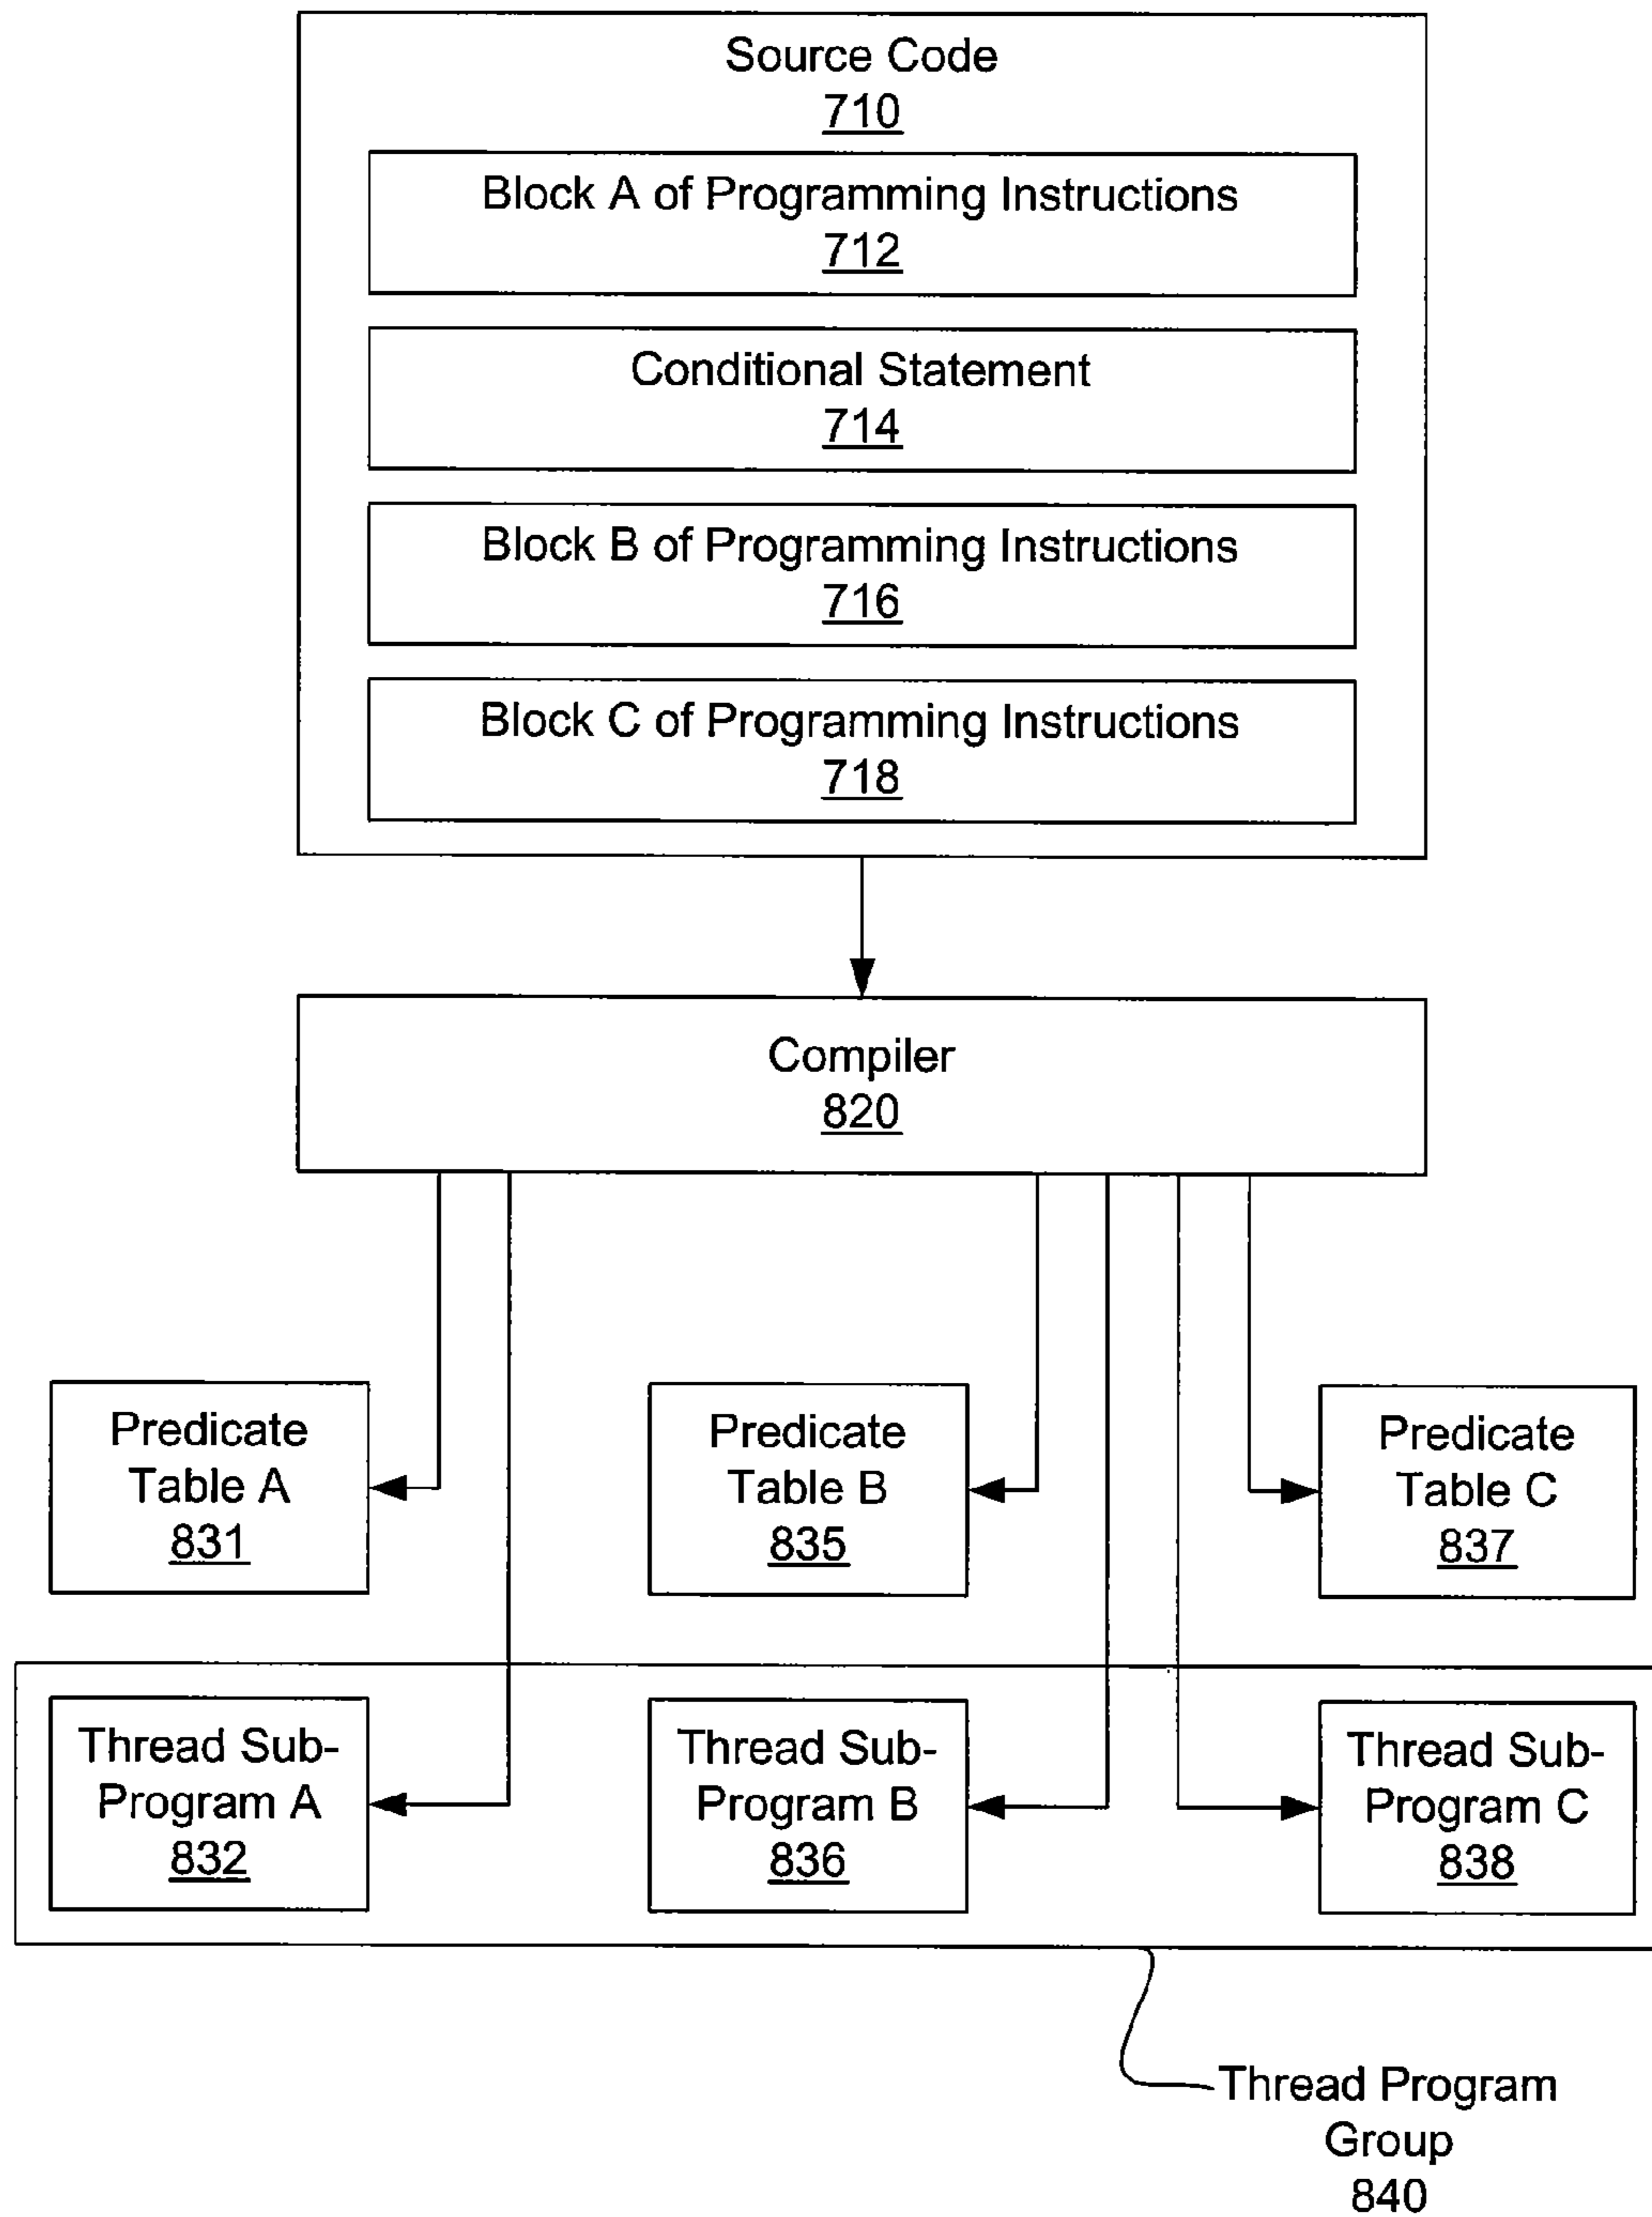 Source Code
710
Block A of Programming Instructions
712
Conditional Statement
714
Block B of Programming Instructions
716
Block C of Programming Instructions
718
Compiler
820
Predicate
Table A
831
Predicate
Table B
835
Predicate
Table C
837
Thread Sub-
Program A
832
Thread Sub-
Program B
836
Thread Sub-
Program C
838
Thread Program
Group
840